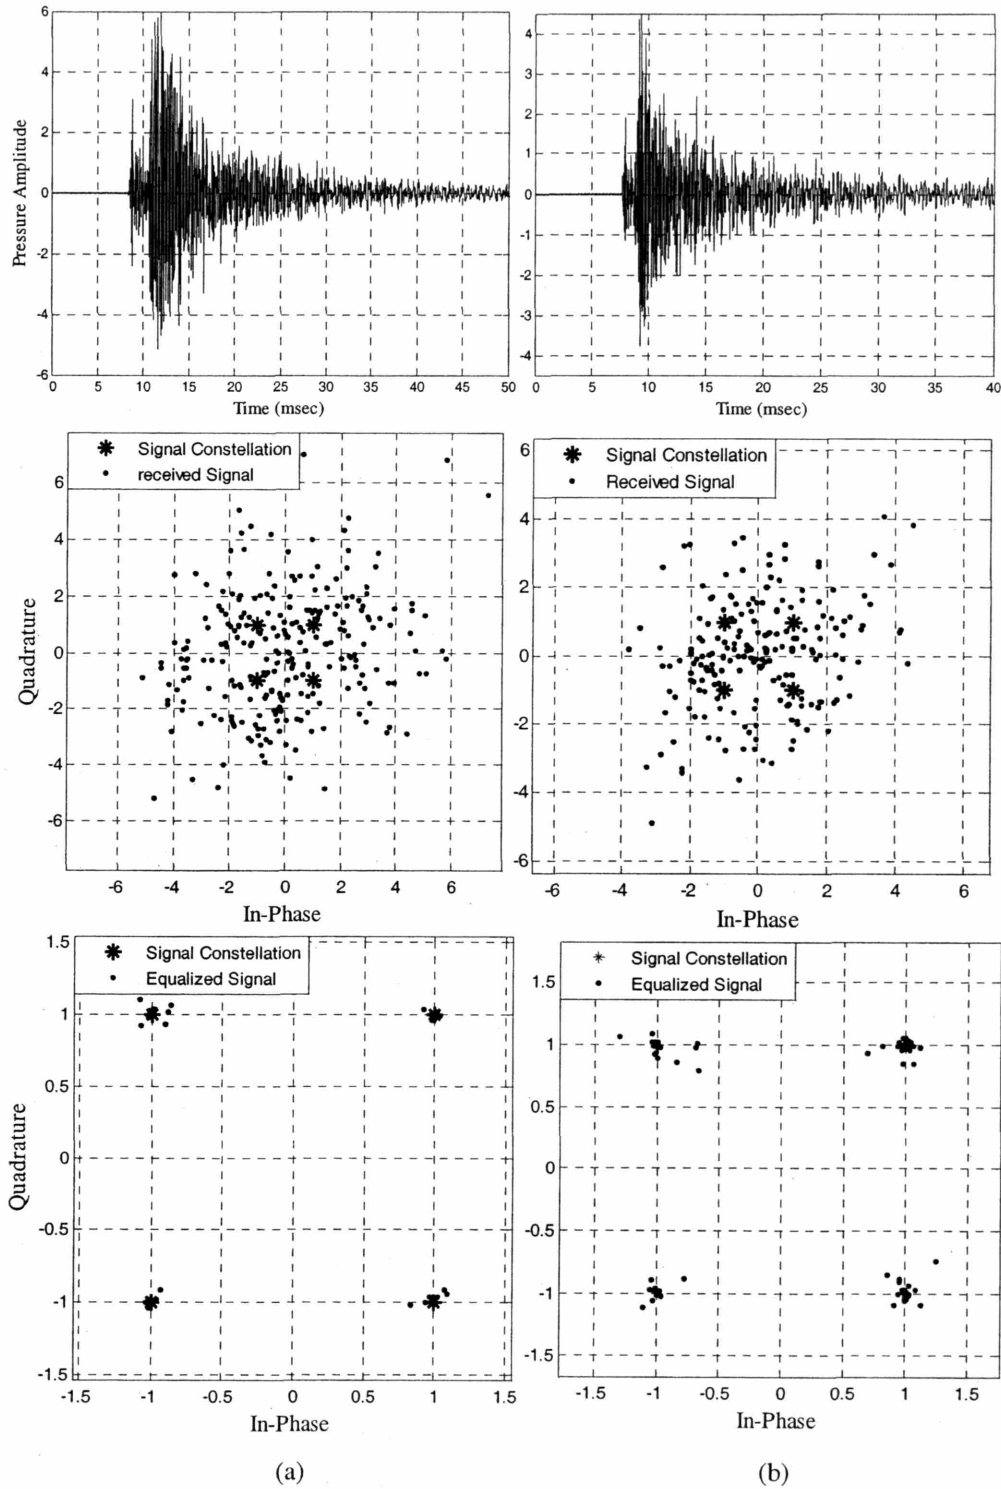 6
4
2
0
-2
-4
-6
Pressure Amplitude
0 5 10 15 20 25 30 35 40 45 50
Time (msec)
4
3
2
1
0
-1
-2
-3
-4
0 5 10 15 20 25 30 35 40
Time (msec)
Signal Constellation
received Signal
6
4
2
0
-2
-4
-6
Quadrature
-6 -4 -2 0 2 4 6
In-Phase
Signal Constellation
Received Signal
6
4
2
0
-2
-4
-6
-6 -4 -2 0 2 4 6
In-Phase
Signal Constellation
Equalized Signal
1.5
1
0.5
0
-0.5
-1
-1.5
Quadrature
-1.5 -1 -0.5 0 0.5 1 1.5
In-Phase
Signal Constellation
Equalized Signal
1.5
1
0.5
0
-0.5
-1
-1.5
-1.5 -1 -0.5 0 0.5 1 1.5
In-Phase
(a)
(b)